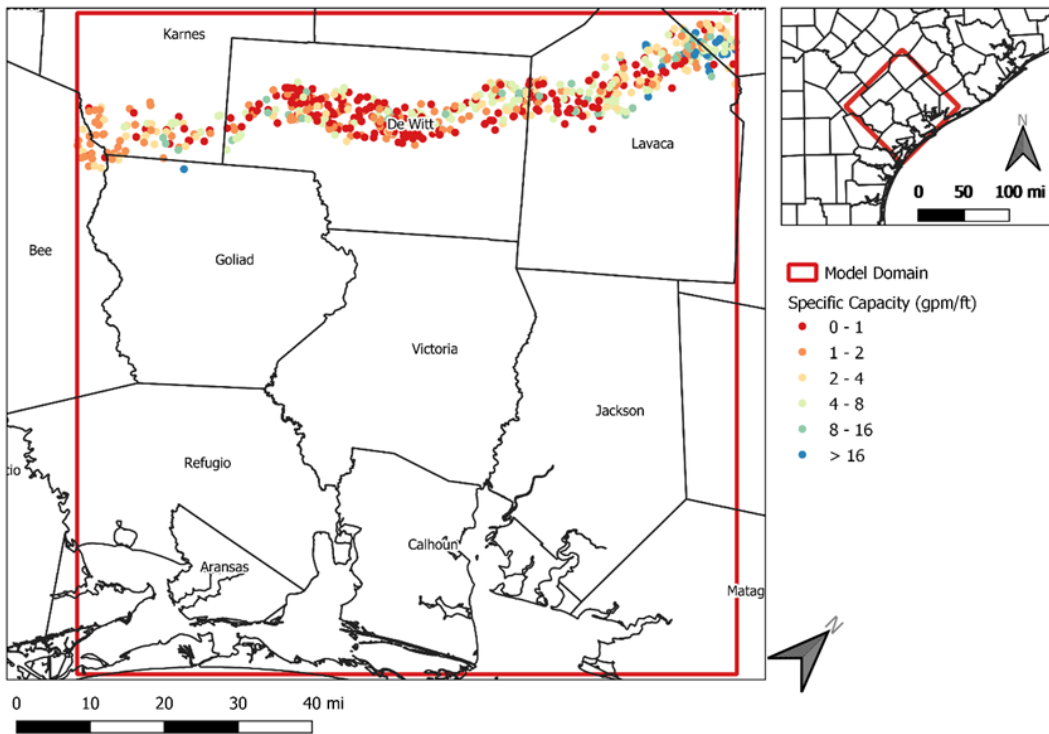 Karnes
De Witt
Lavaca
Bee
Goliad
Victoria
Jackson
Refugio
cio
Calhoun
Aransas
Matag
N
0 10 20 30 40 mi
N
0 50 100 mi
Model Domain
Specific Capacity (gpm/ft)
0 - 1
1 - 2
2 - 4
4 - 8
8 - 16
> 16